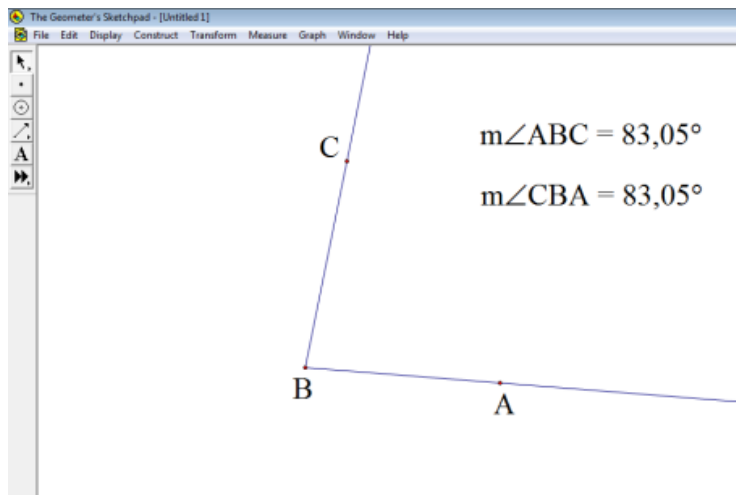 The Geometer's Sketchpad - [Untitled 1]
File Edit Display Construct Transform Measure Graph Window Help
A
C
m∠ABC = 83,05°
m∠CBA = 83,05°
B
A